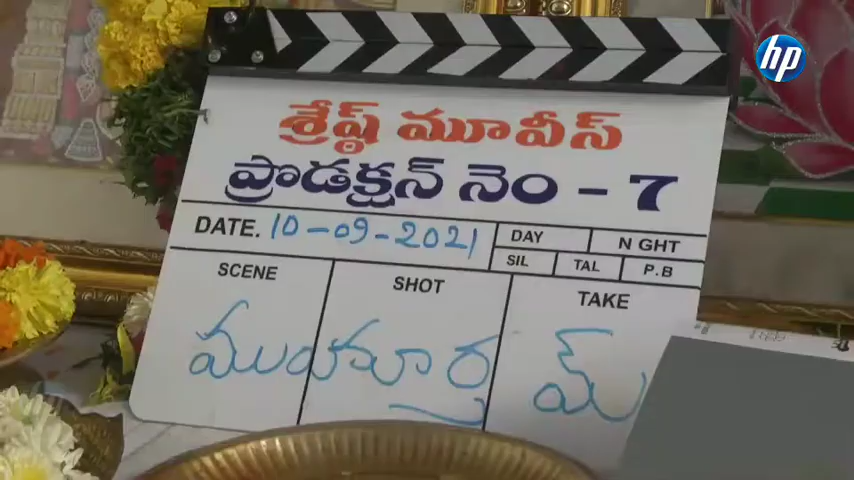 hp
శ్రేష్ఠ్ మూవీస్
ప్రొడక్షన్ నెం - 7
DATE. 10-09-2021
DAY
N GHT
SIL
TAL
P.B
SCENE
SHOT
TAKE
ముహూర్తమ్